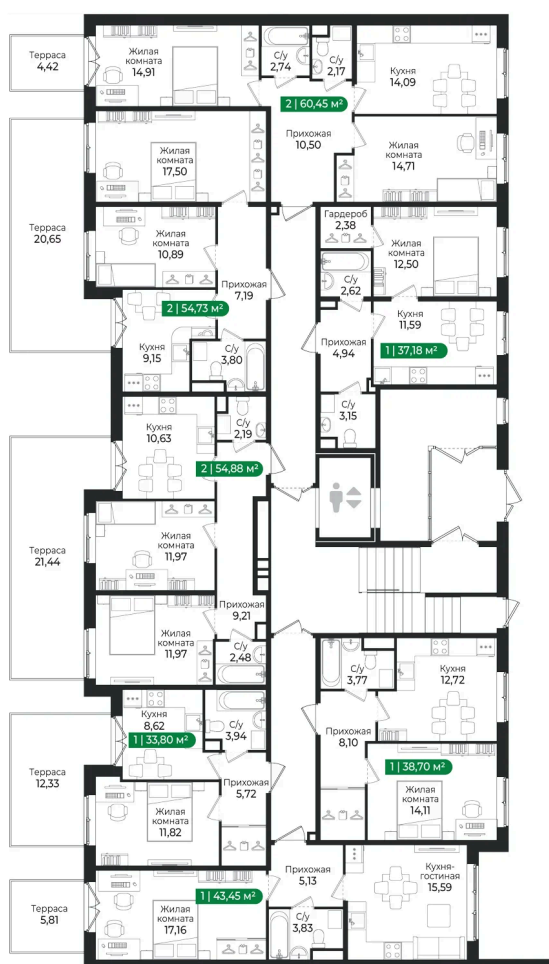 Терраса
4,42
Жилая
комната
14,91
С/у
2,74
С/у
2,17
Кухня
14,09
2 | 60,45 м²
Прихожая
10,50
Жилая
комната
14,71
Жилая
комната
17,50
Терраса
20,65
Жилая
комната
10,89
Прихожая
7,19
2 | 54,73 м²
Кухня
9,15
С/у
3,80
Гардероб
2,38
Жилая
комната
12,50
С/у
2,62
Кухня
11,59
Прихожая
4,94
1 | 37,18 м²
С/у
3,15
Кухня
10,63
С/у
2,19
2 | 54,88 м²
Терраса
21,44
Жилая
комната
11,97
Прихожая
9,21
Жилая
комната
11,97
С/у
2,48
С/у
3,77
Кухня
12,72
Прихожая
8,10
1 | 38,70 м²
Жилая
комната
14,11
Кухня
8,62
1 | 33,80 м²
С/у
3,94
Терраса
12,33
Прихожая
5,72
Жилая
комната
11,82
Прихожая
5,13
Кухня-
гостиная
15,59
1 | 43,45 м²
Терраса
5,81
Жилая
комната
17,16
С/у
3,83